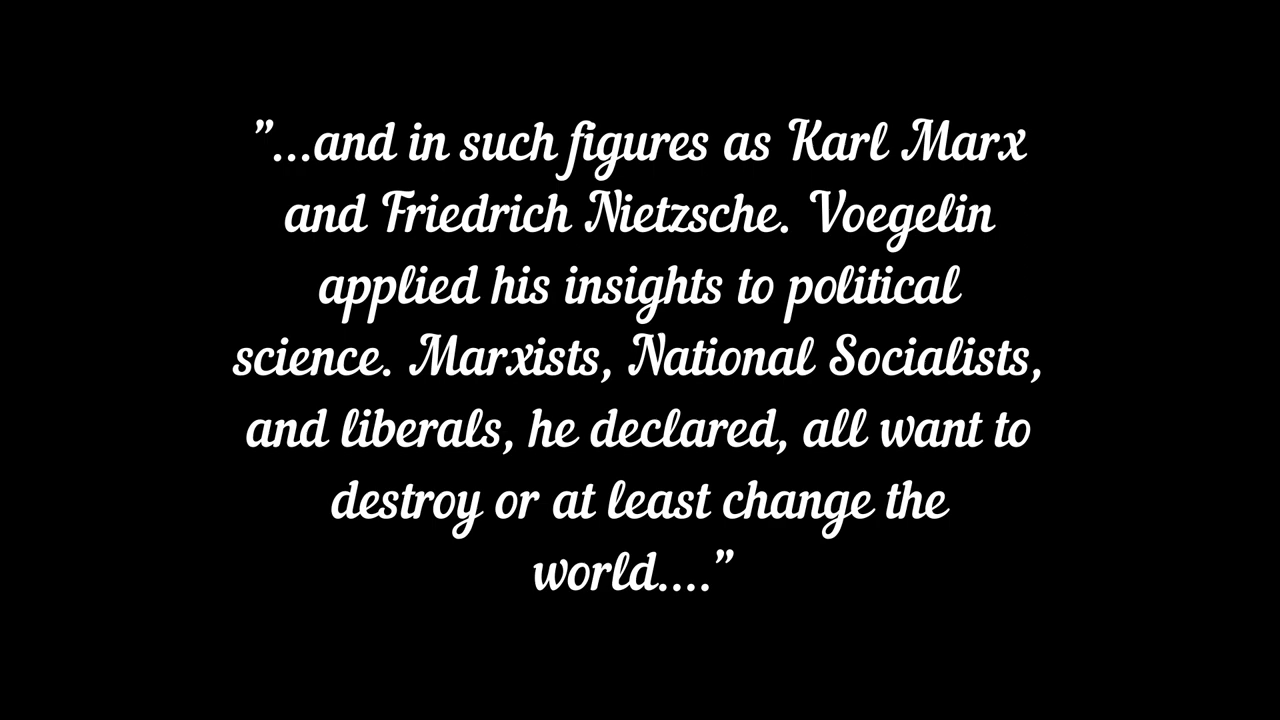 ”...and in such figures as Karl Marx
and Friedrich Nietzsche. Voegelin
applied his insights to political
science. Marxists, National Socialists,
and liberals, he declared, all want to
destroy or at least change the
world....”